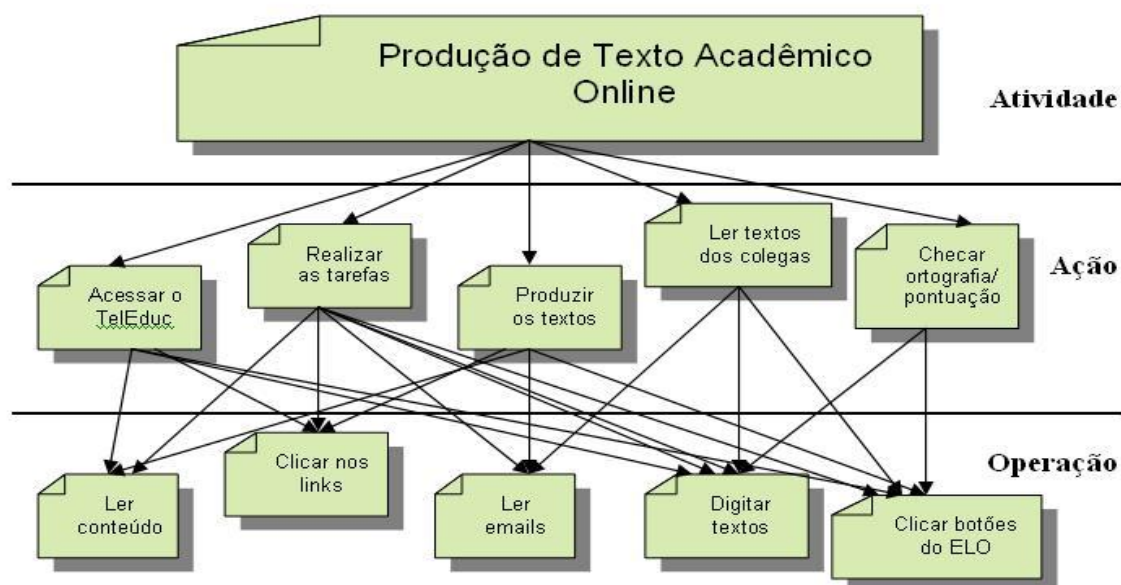 Produção de Texto Acadêmico
Online
Atividade
Acessar o
TelEduc
Realizar
as tarefas
Produzir
os textos
Ler textos
dos colegas
Checar
ortografia/
pontuação
Ação
Ler
conteúdo
Clicar nos
links
Ler
emails
Digitar
textos
Clicar botões
do ELO
Operação